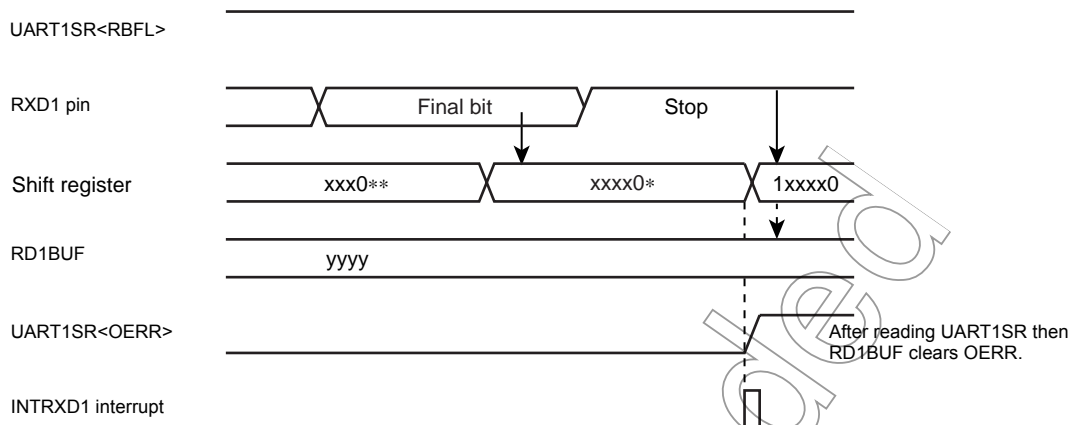 UART1SR<RBFL>
RXD1 pin
Final bit
Stop
Shift register
xxx0**
xxxx0*
1xxxx0
RD1BUF
yyyy
UART1SR<OERR>
After reading UART1SR then
RD1BUF clears OERR.
INTRXD1 interrupt
ded